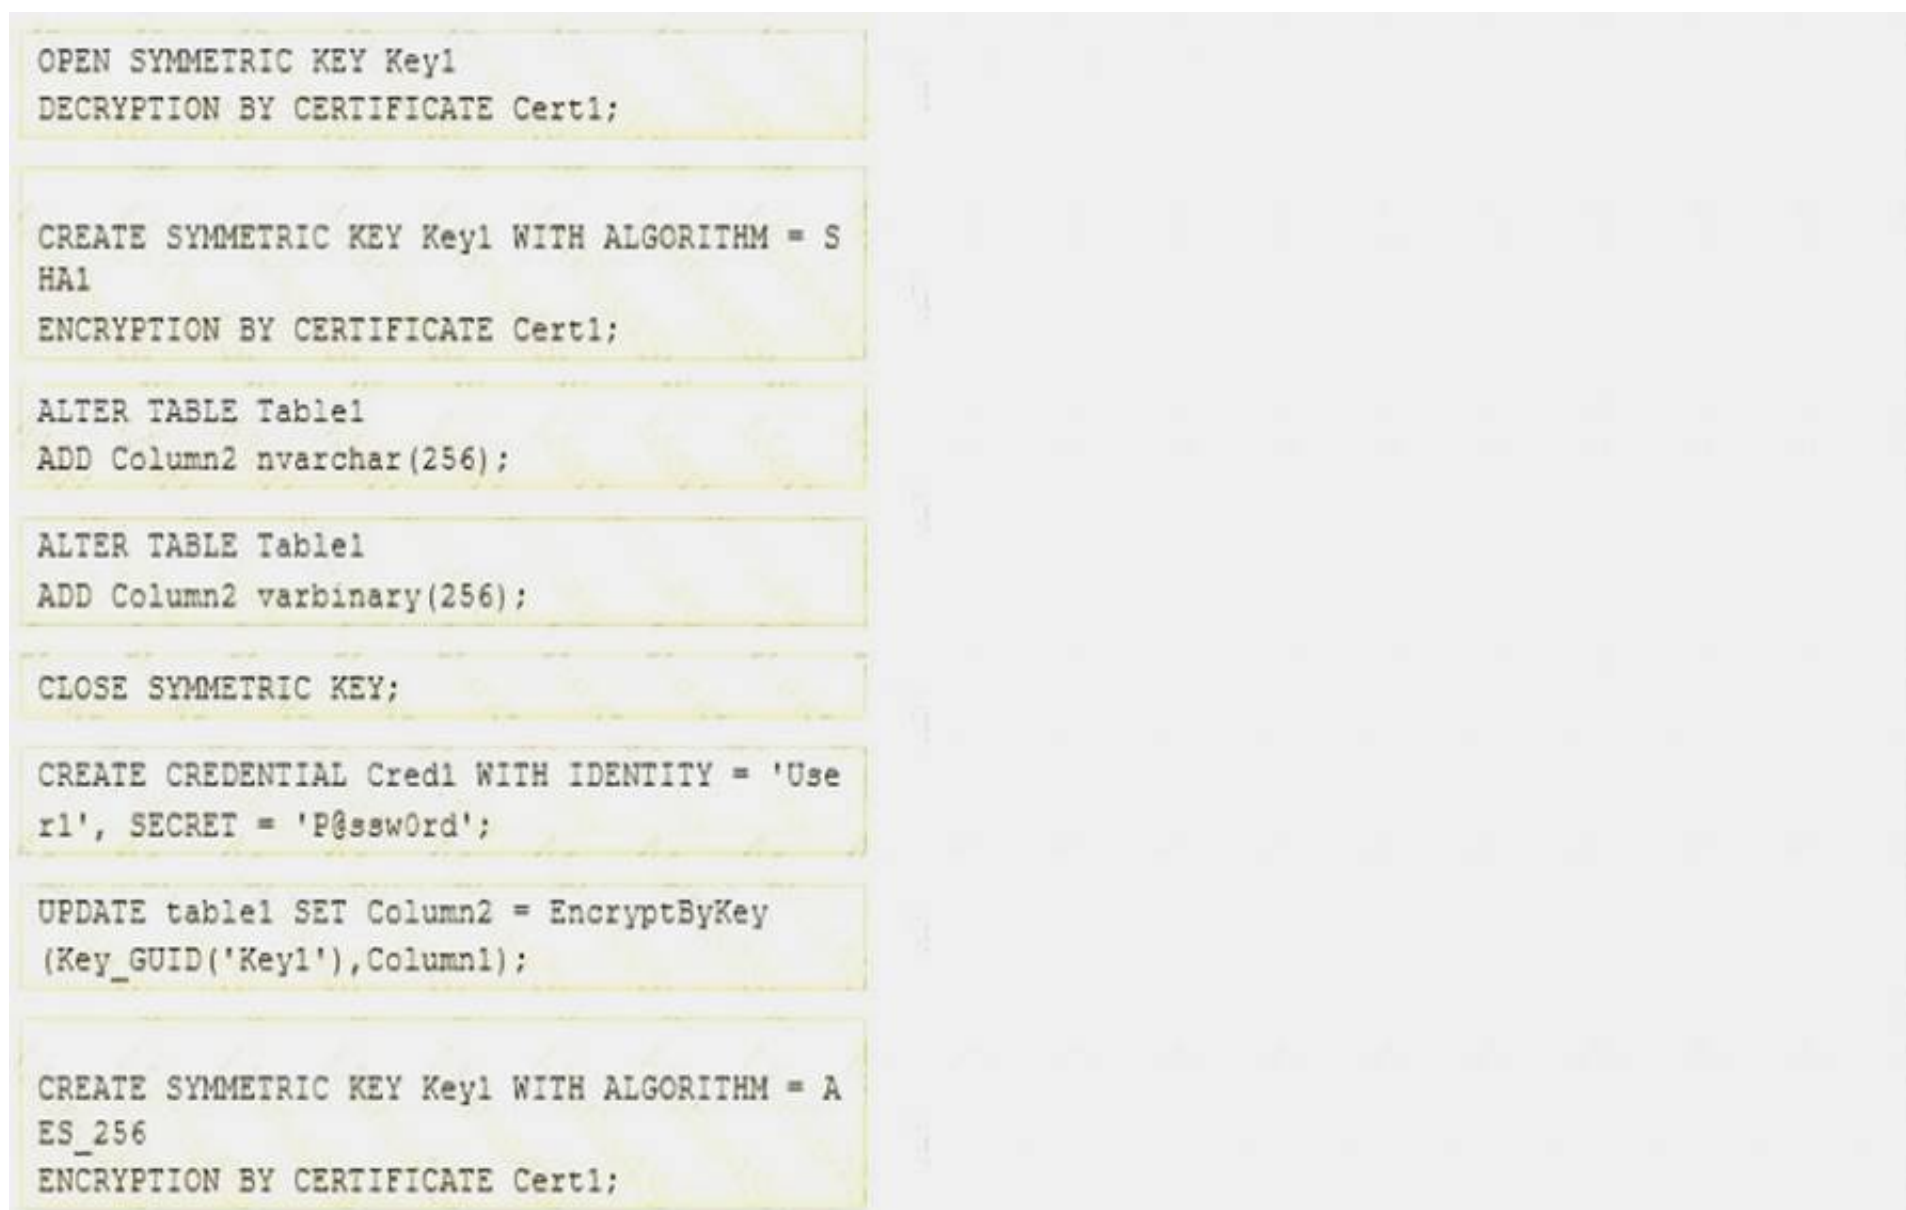 OPEN SYMMETRIC KEY Key1
DECRYPTION BY CERTIFICATE Cert1;
CREATE SYMMETRIC KEY Key1 WITH ALGORITHM = S
HA1
ENCRYPTION BY CERTIFICATE Cert1;
ALTER TABLE Table1
ADD Column2 nvarchar(256);
ALTER TABLE Table1
ADD Column2 varbinary(256);
CLOSE SYMMETRIC KEY;
CREATE CREDENTIAL Cred1 WITH IDENTITY = 'Use
r1', SECRET = 'P@ssw0rd';
UPDATE table1 SET Column2 = EncryptByKey
(Key_GUID('Key1'),Column1);
CREATE SYMMETRIC KEY Key1 WITH ALGORITHM = A
ES_256
ENCRYPTION BY CERTIFICATE Cert1;